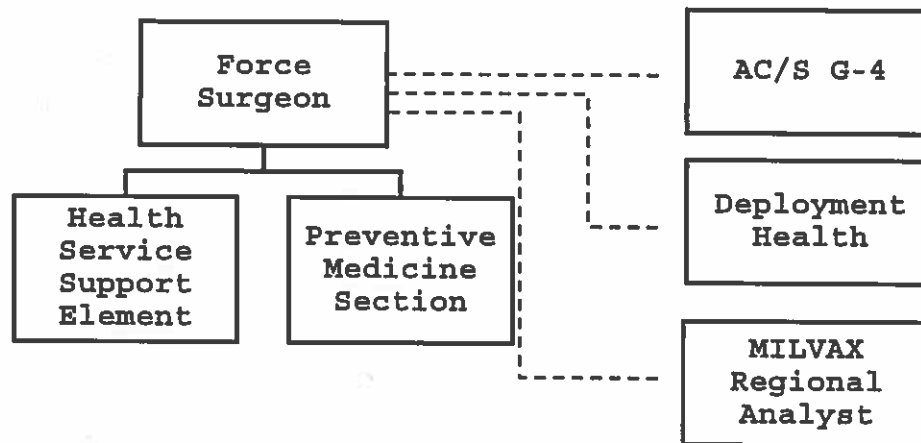 Force
Surgeon
AC/S G-4
Health
Service
Support
Element
Preventive
Medicine
Section
Deployment
Health
MILVAX
Regional
Analyst